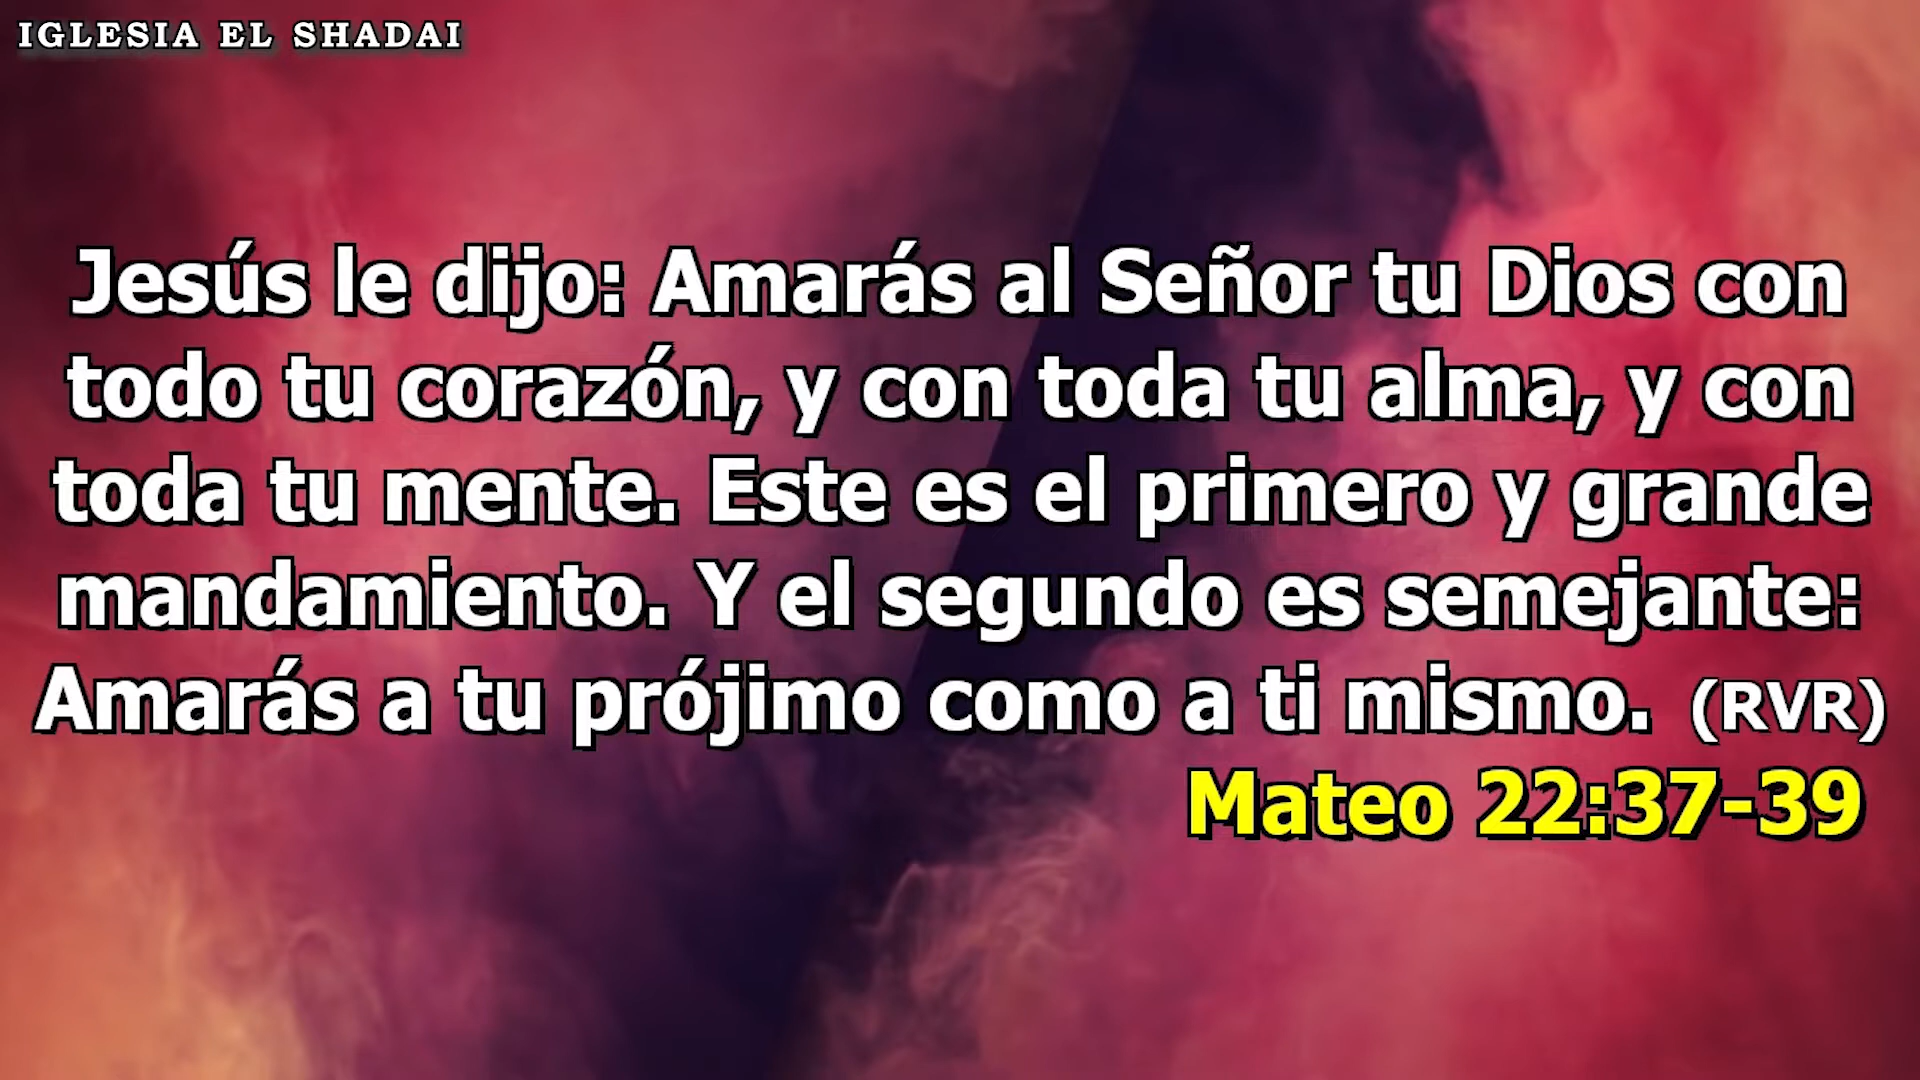 IGLESIA EL SHADAI
Jesús le dijo: Amarás al Señor tu Dios con
todo tu corazón, y con toda tu alma, y con
toda tu mente. Este es el primero y grande
mandamiento. Y el segundo es semejante:
Amarás a tu prójimo como a ti mismo. (RVR)
Mateo 22:37-39